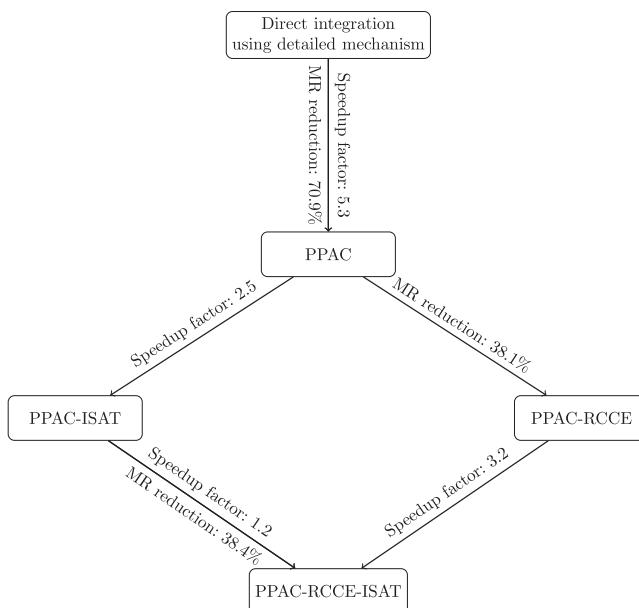 Direct integration
using detailed mechanism
Speedup factor: 5.3
MR reduction: 70.9%
PPAC
Speedup factor: 2.5
MR reduction: 38.1%
PPAC-ISAT
PPAC-RCCE
Speedup factor: 1.2
MR reduction: 38.4%
Speedup factor: 3.2
PPAC-RCCE-ISAT